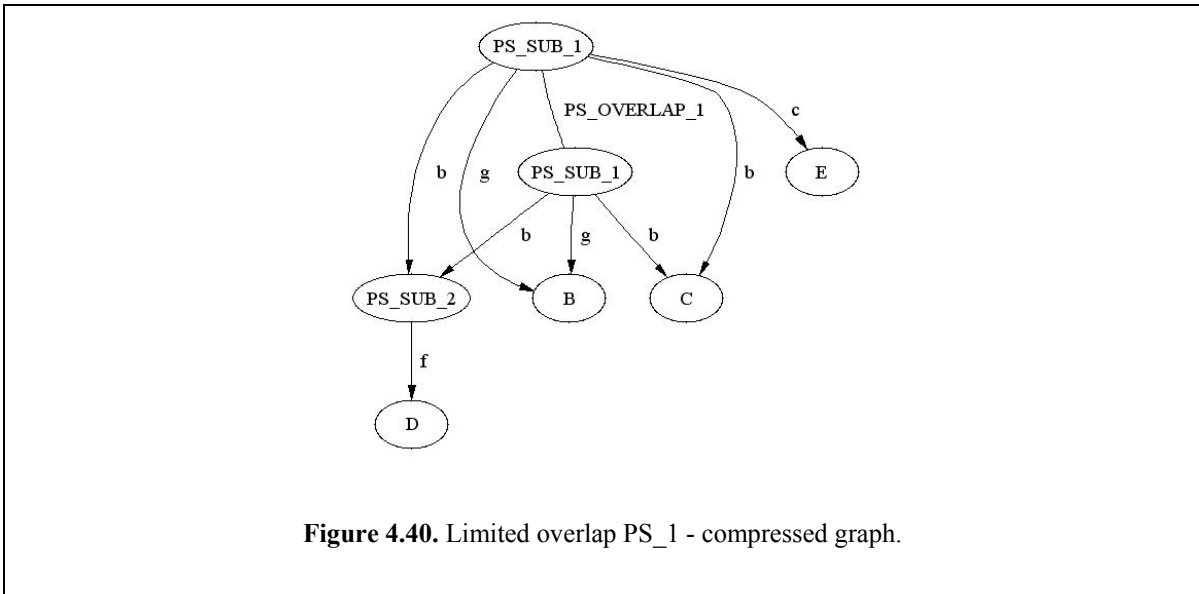 PS_SUB_1
PS_OVERLAP_1
c
b
g
PS_SUB_1
b
E
b
g
b
PS_SUB_2
B
C
f
D
Figure 4.40. Limited overlap PS_1 - compressed graph.